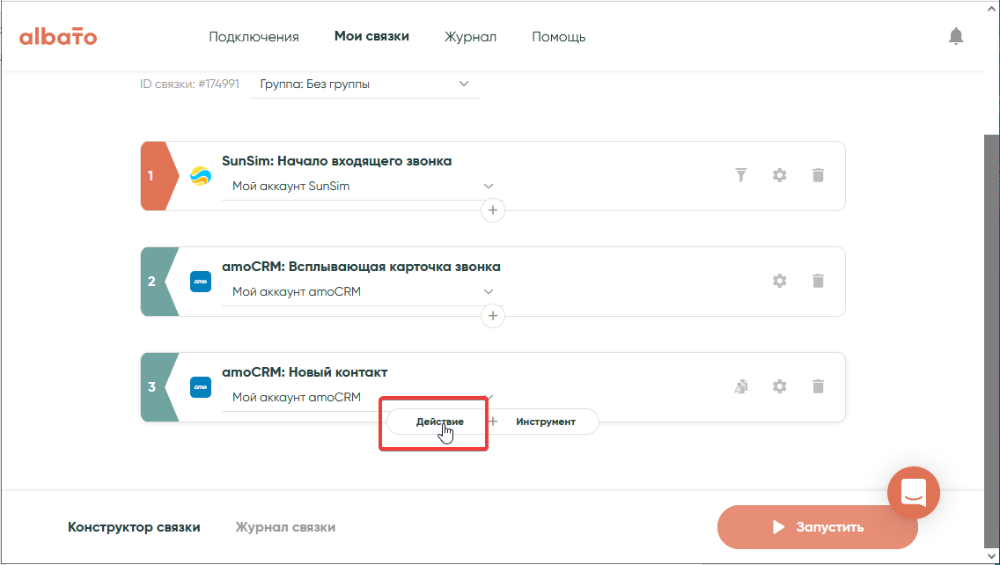 albato
Подключения
Мои связки
Журнал
Помощь
ID связки: #174991
Группа: Без группы
1
SunSim: Начало входящего звонка
Мой аккаунт SunSim
2
amo
amoCRM: Всплывающая карточка звонка
Мой аккаунт amoCRM
3
amo
amoCRM: Новый контакт
Мой аккаунт amoCRM
Действие
Инструмент
Конструктор связки
Журнал связки
Запустить